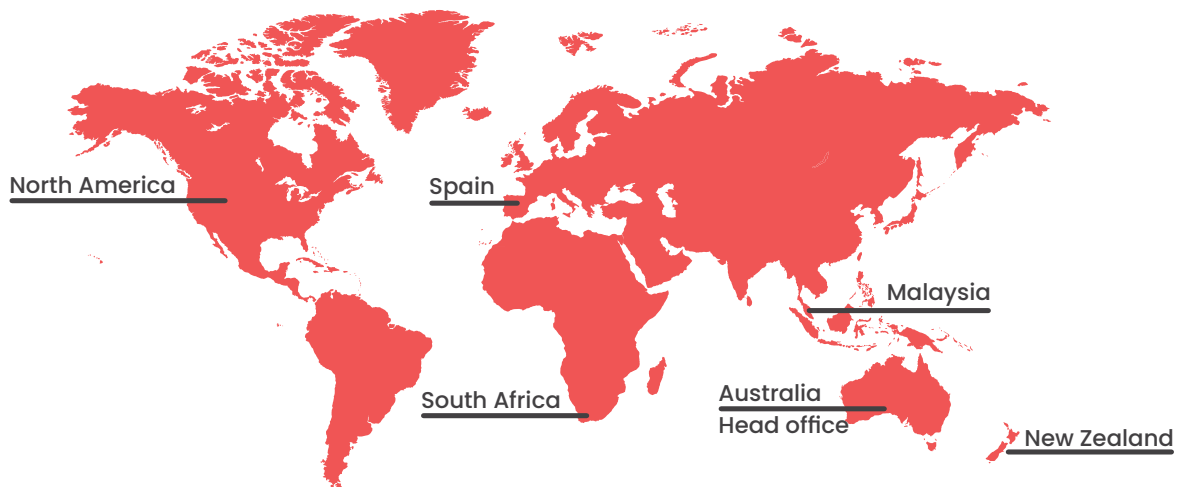 North America
Spain
Malaysia
South Africa
Australia
Head office
New Zealand